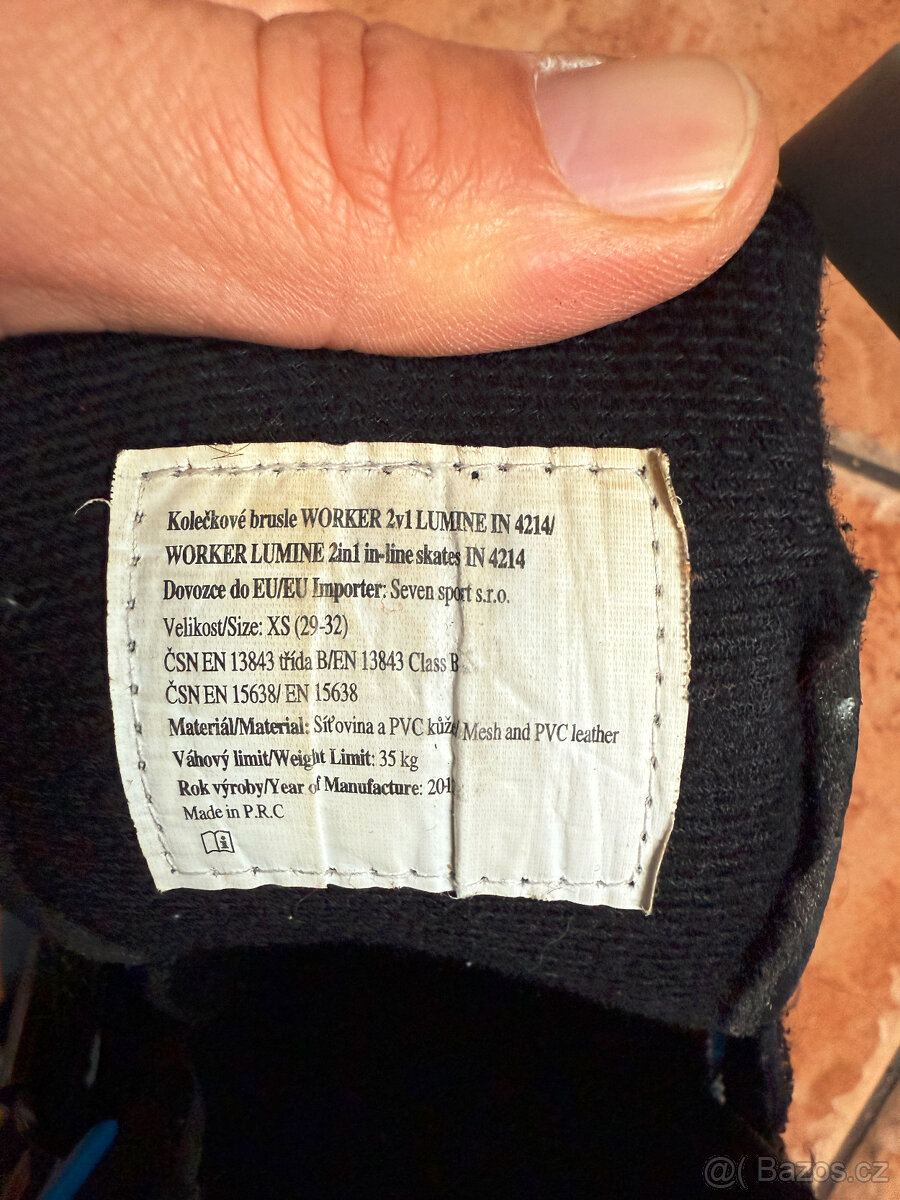 Kolečkové brusle WORKER 2v1 LUMINE IN 4214/
WORKER LUMINE 2in1 in-line skates IN 4214
Dovozce do EU/EU Importer: Seven sport s.r.o.
Velikost/Size: XS (29-32)
ČSN EN 13843 třída B/EN 13843 Class B
ČSN EN 15638/ EN 15638
Materiál/Material: Síťovina a PVC kůže/ Mesh and PVC leather
Váhový limit/Weight Limit: 35 kg
Rok výroby/Year of Manufacture:
Made in P.R.C
@( Bazos.cz